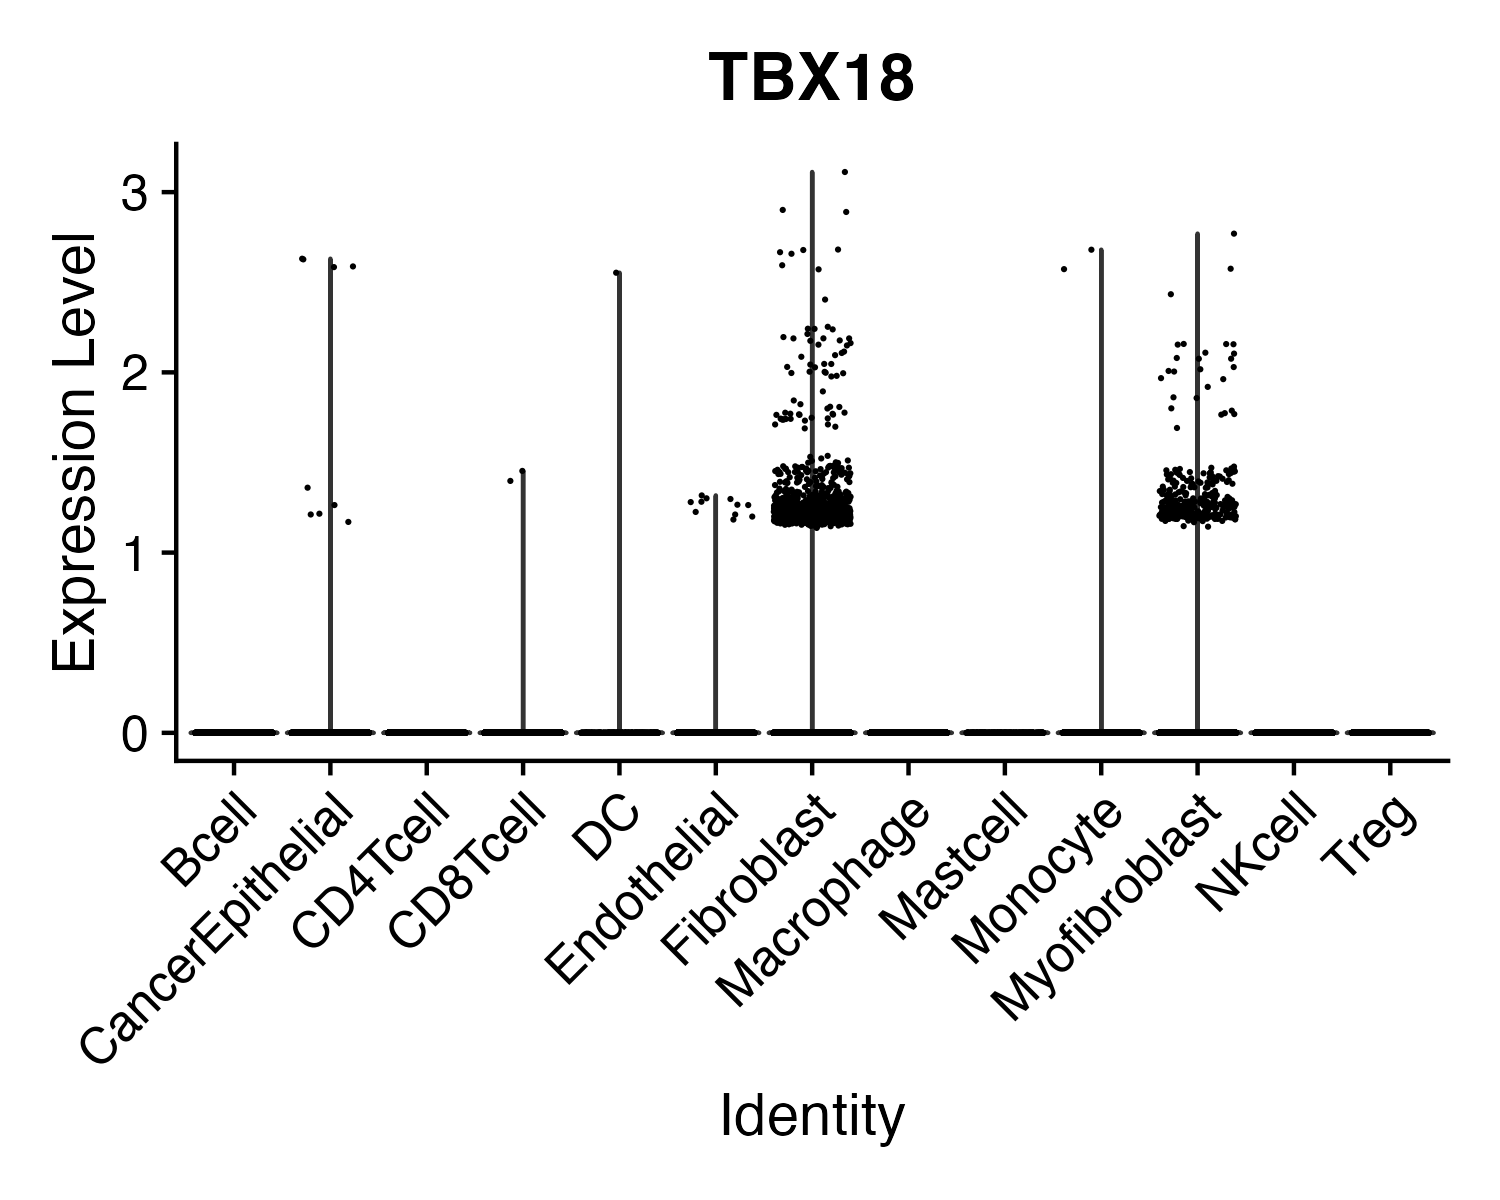 TBX18
Expression Level
3
2
1
0
Bcell
CancerEpithelial
CD4Tcell
CD8Tcell
DC
Endothelial
Fibroblast
Macrophage
Mastcell
Monocyte
Myofibroblast
NKcell
Treg
Identity